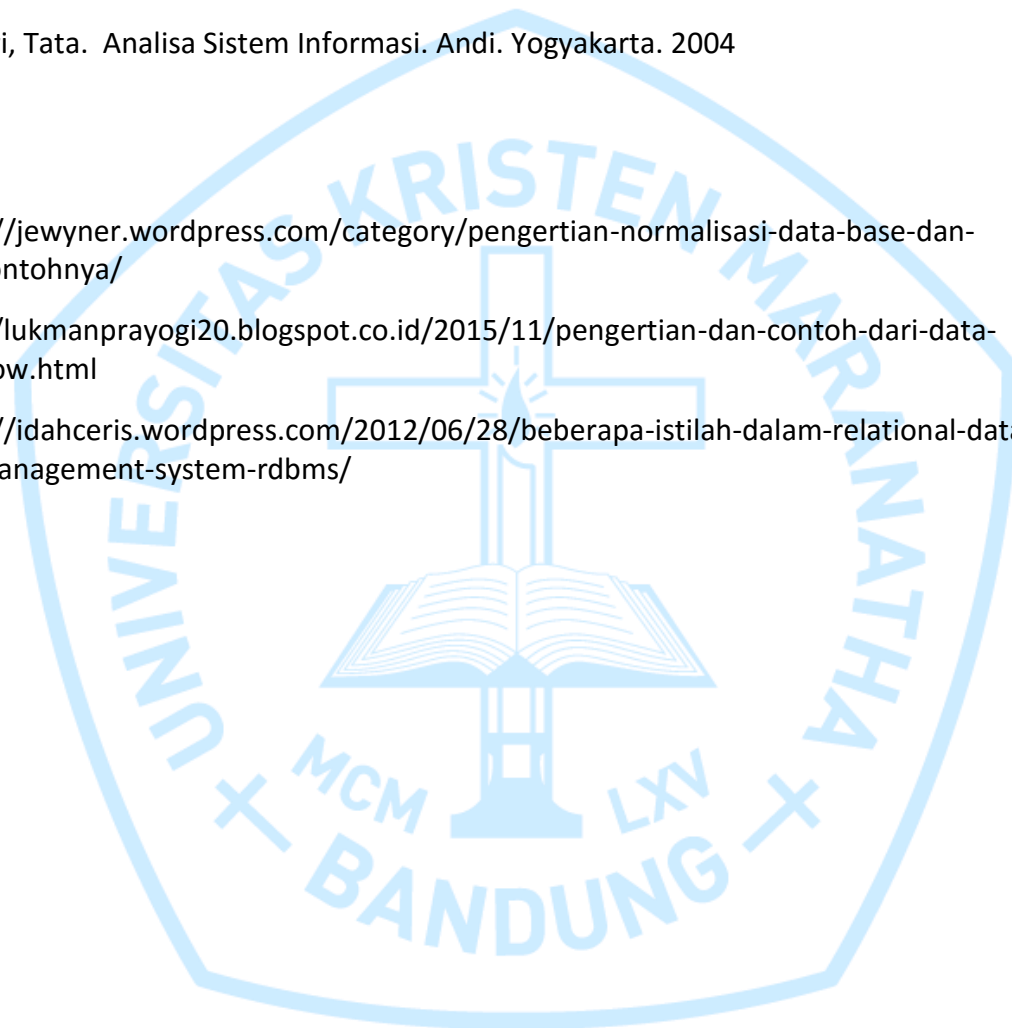 i, Tata. Analisa Sistem Informasi. Andi. Yogyakarta. 2004
UNIVERSITAS KRISTEN MARANATHA
//jewyner.wordpress.com/category/pengertian-normalisasi-data-base-dan-
ontohnya/
/lukmanprayogi20.blogspot.co.id/2015/11/pengertian-dan-contoh-dari-data-
ow.html
//idahceris.wordpress.com/2012/06/28/beberapa-istilah-dalam-relational-data
anagement-system-rdbms/
MCM LXV
BANDUNG